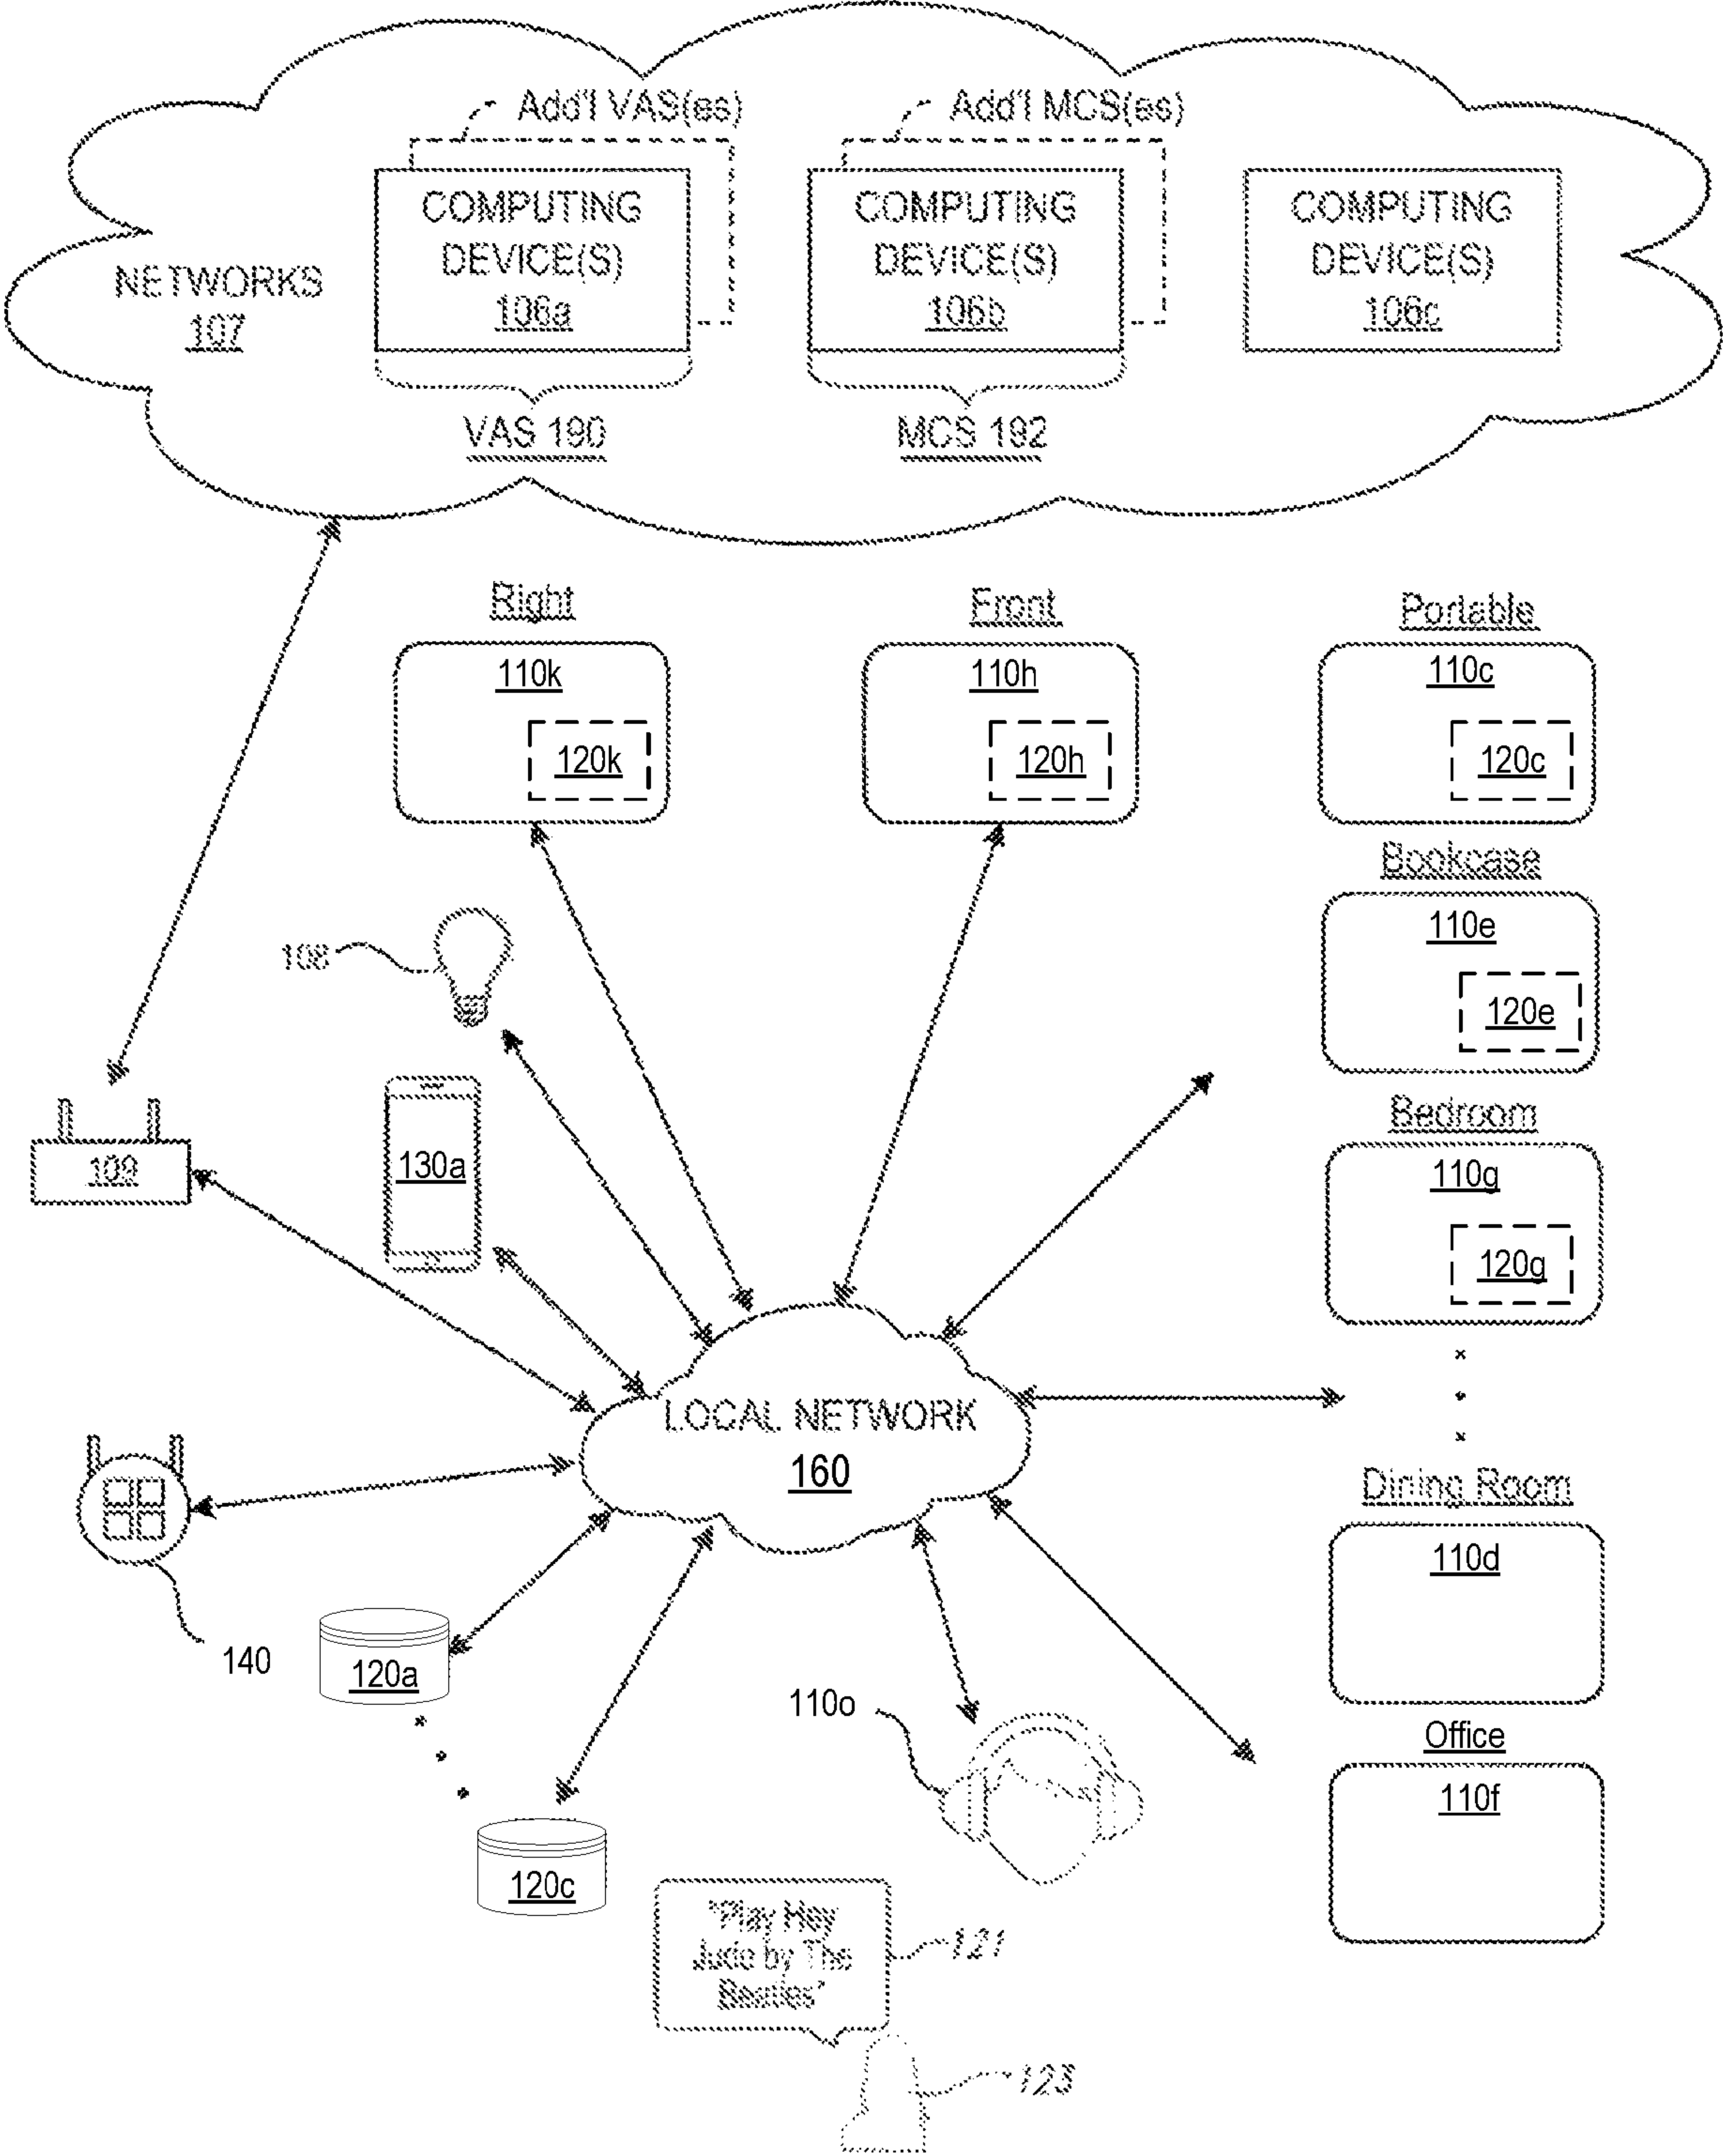 Add'l VAS(es)
Add'l MCS(es)
COMPUTING
DEVICE(S)
106a
COMPUTING
DEVICE(S)
106b
COMPUTING
DEVICE(S)
106c
NETWORKS
107
VAS 190
MCS 192
Right
110k
120k
Front
110h
120h
Portable
110c
120c
Bookcase
110e
120e
108
109
130a
Bedroom
110g
120g
LOCAL NETWORK
160
140
Dining Room
110d
120a
110o
Office
110f
120c
"Play Hey
Jude by The
Beatles"
121
123